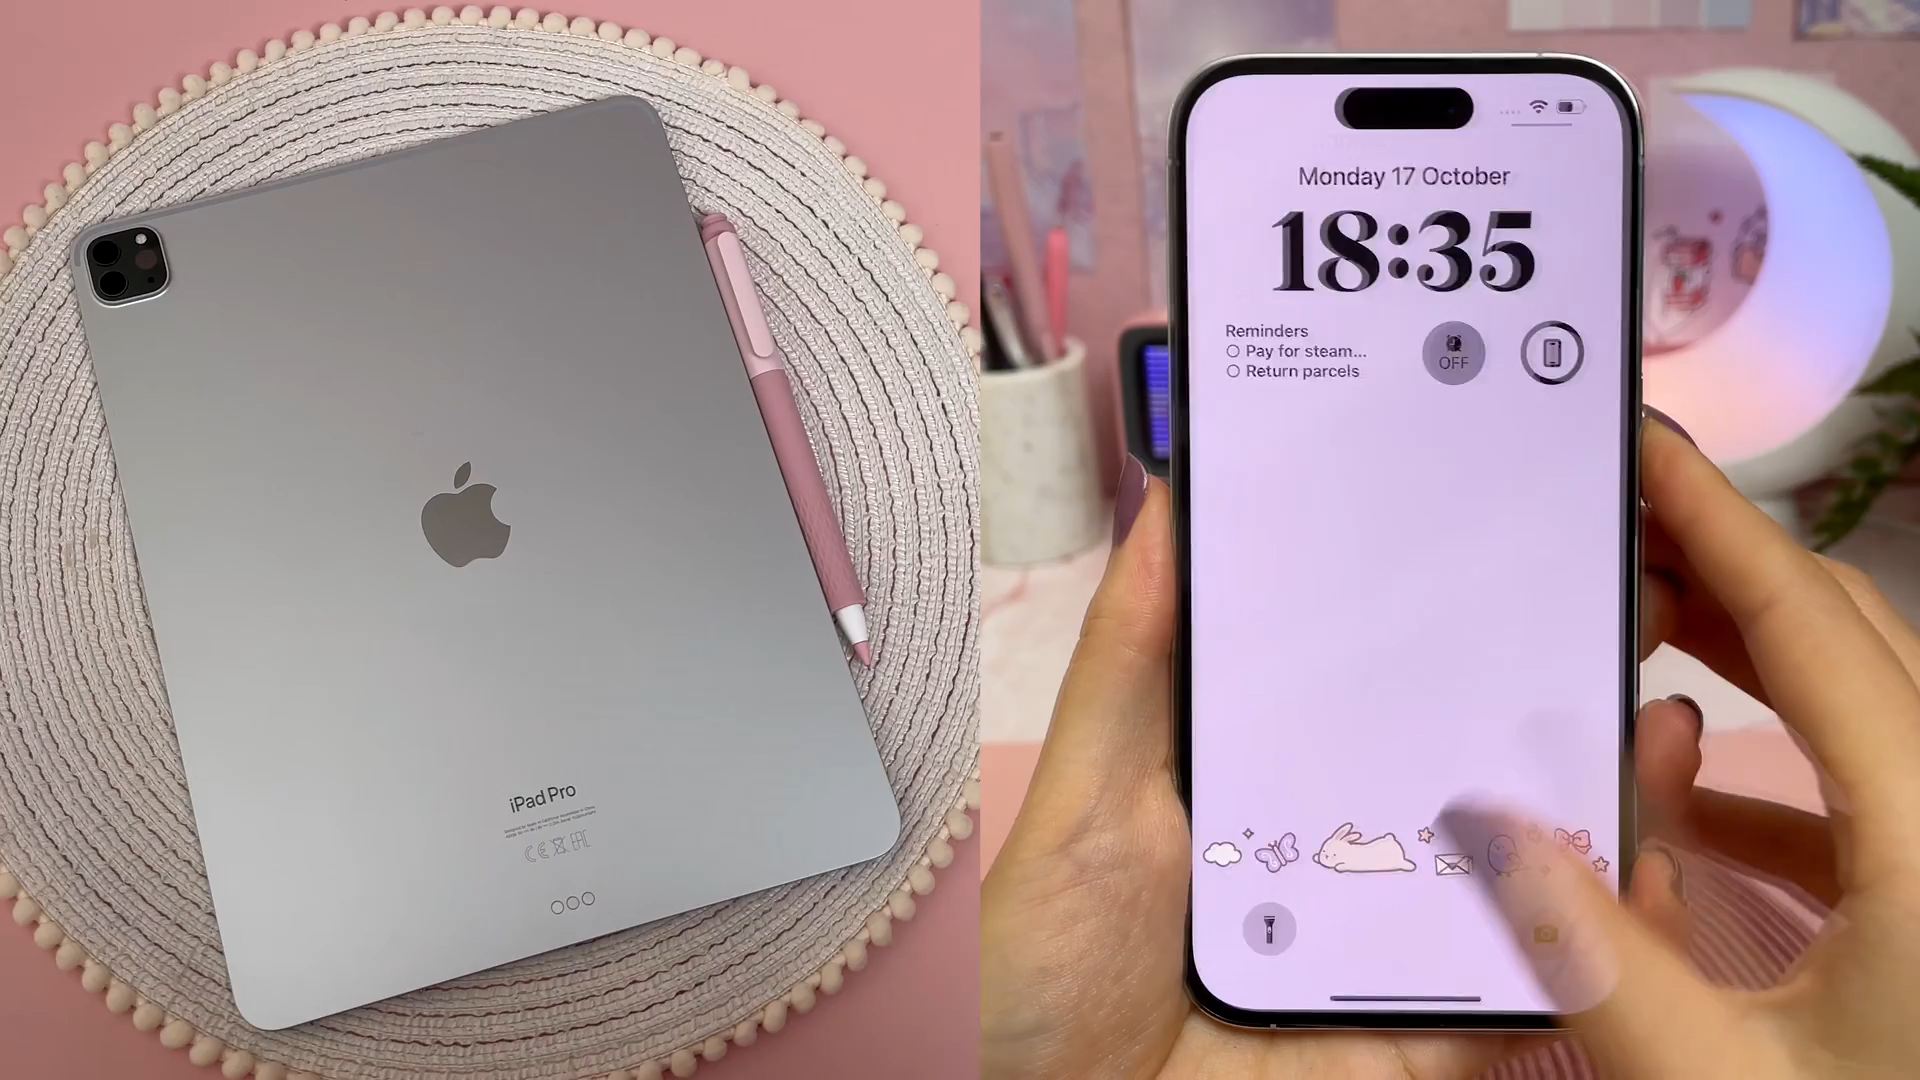 iPad Pro
Monday 17 October
18:35
Reminders
Pay for steam...
Return parcels
OFF